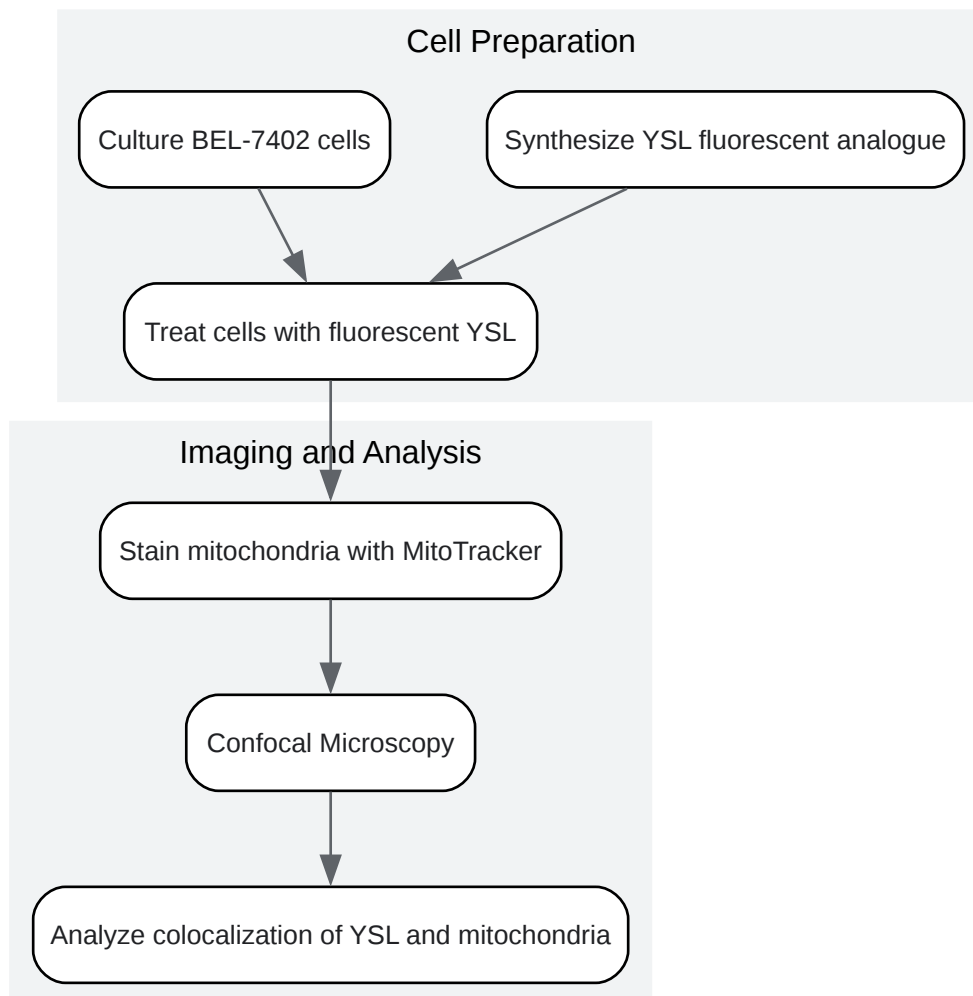 Cell Preparation
Culture BEL-7402 cells
Synthesize YSL fluorescent analogue
Treat cells with fluorescent YSL
Imaging and Analysis
Stain mitochondria with MitoTracker
Confocal Microscopy
Analyze colocalization of YSL and mitochondria